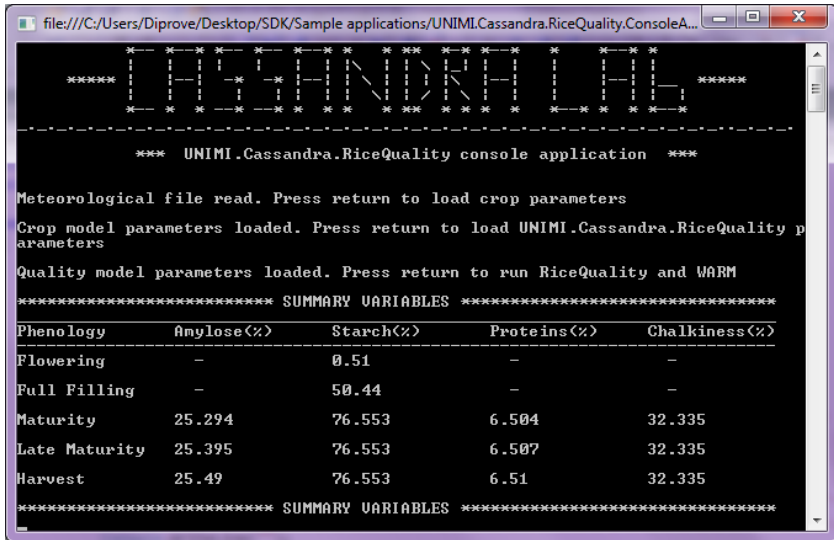 file:///C:/Users/Diprove/Desktop/SDK/Sample applications/UNIMI.Cassandra.RiceQuality.ConsoleA...
***** CASSANDRA LAB *****
*** UNIMI.Cassandra.RiceQuality console application ***
Meteorological file read. Press return to load crop parameters
Crop model parameters loaded. Press return to load UNIMI.Cassandra.RiceQuality p
arameters
Quality model parameters loaded. Press return to run RiceQuality and WARM
*************************** SUMMARY VARIABLES *********************************
Phenology Amylose(%) Starch(%) Proteins(%) Chalkiness(%)
Flowering - 0.51 - -
Full Filling - 50.44 - -
Maturity 25.294 76.553 6.504 32.335
Late Maturity 25.395 76.553 6.507 32.335
Harvest 25.49 76.553 6.51 32.335
*************************** SUMMARY VARIABLES *********************************